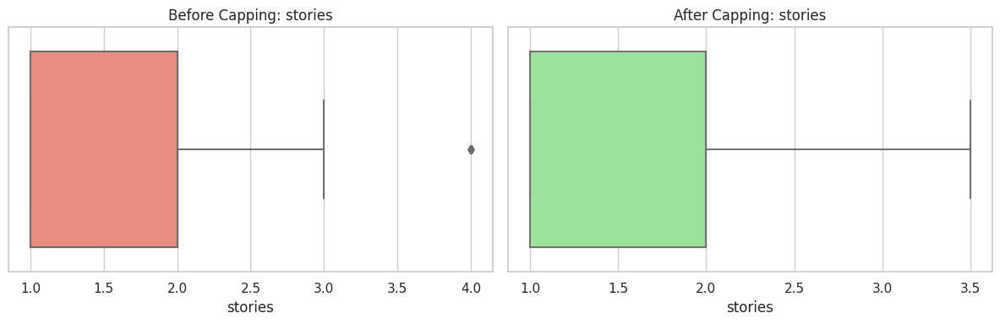 Before Capping: stories
1.0 1.5 2.0 2.5 3.0 3.5 4.0
stories
After Capping: stories
1.0 1.5 2.0 2.5 3.0 3.5
stories